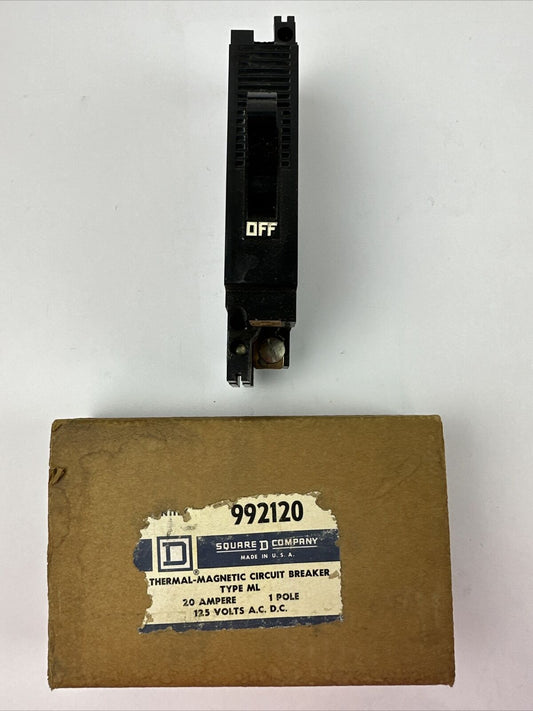 OFF
992120
D
®
SQUARE D COMPANY
MADE IN U. S. A.
THERMAL-MAGNETIC CIRCUIT BREAKER
TYPE ML
20 AMPERE 1 POLE
125 VOLTS A.C. D.C.